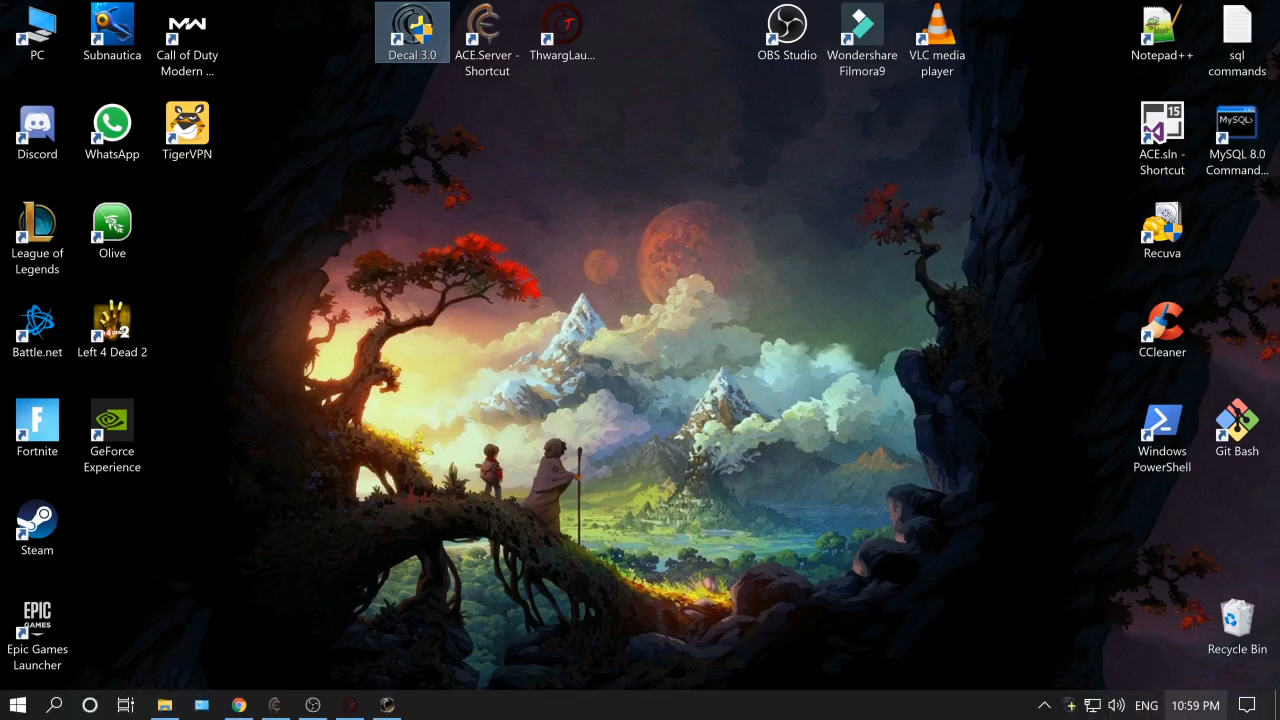 PC
Subnautica
Call of Duty
Modern ...
Decal 3.0
ACE.Server -
Shortcut
ThwargLau...
OBS Studio
Wondershare
Filmora9
VLC media
player
Notepad++
sql
commands
Discord
WhatsApp
TigerVPN
15
ACE.sln -
Shortcut
MySQL>
MySQL 8.0
Command...
League of
Legends
Olive
Recuva
Battle.net
Left 4 Dead 2
CCleaner
Fortnite
GeForce
Experience
Windows
PowerShell
Git Bash
Steam
EPIC
GAMES
Epic Games
Launcher
Recycle Bin
ENG
10:59 PM